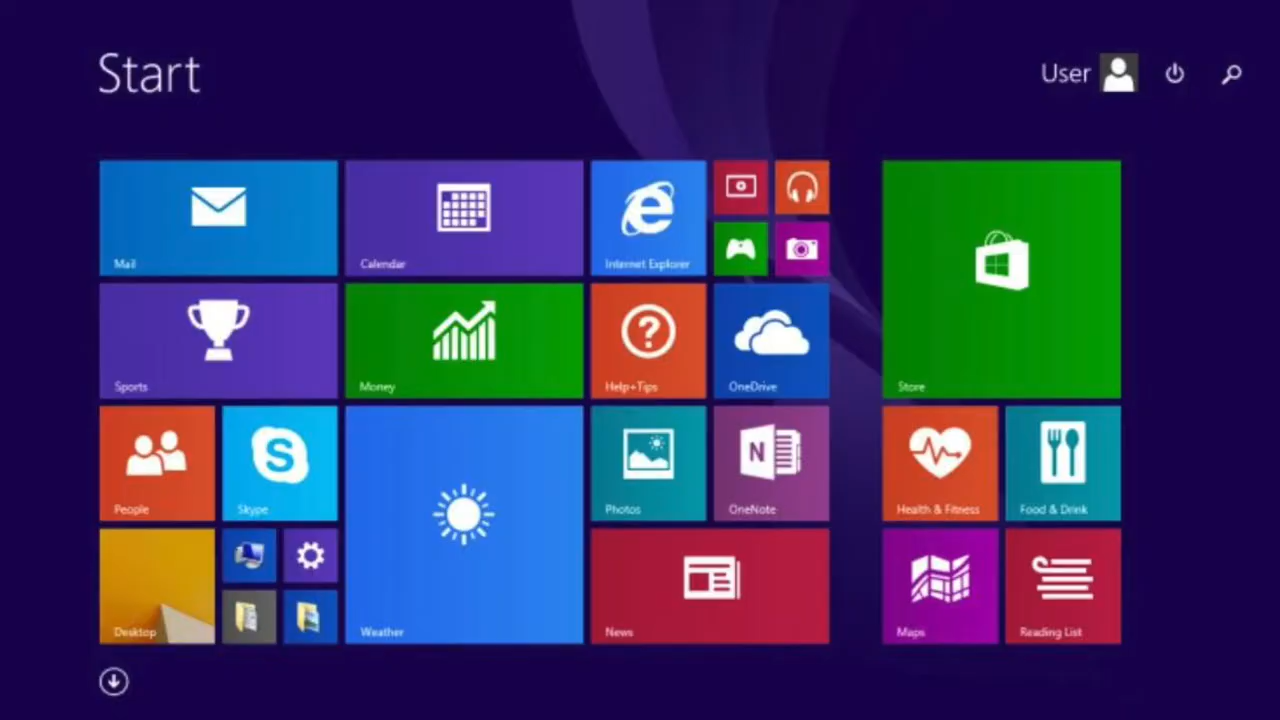 Start
User
Mail
Calendar
Internet Explorer
Sports
Money
Help+Tips
OneDrive
Store
People
Skype
Photos
OneNote
Health & Fitness
Food & Drink
Desktop
Weather
News
Maps
Reading List